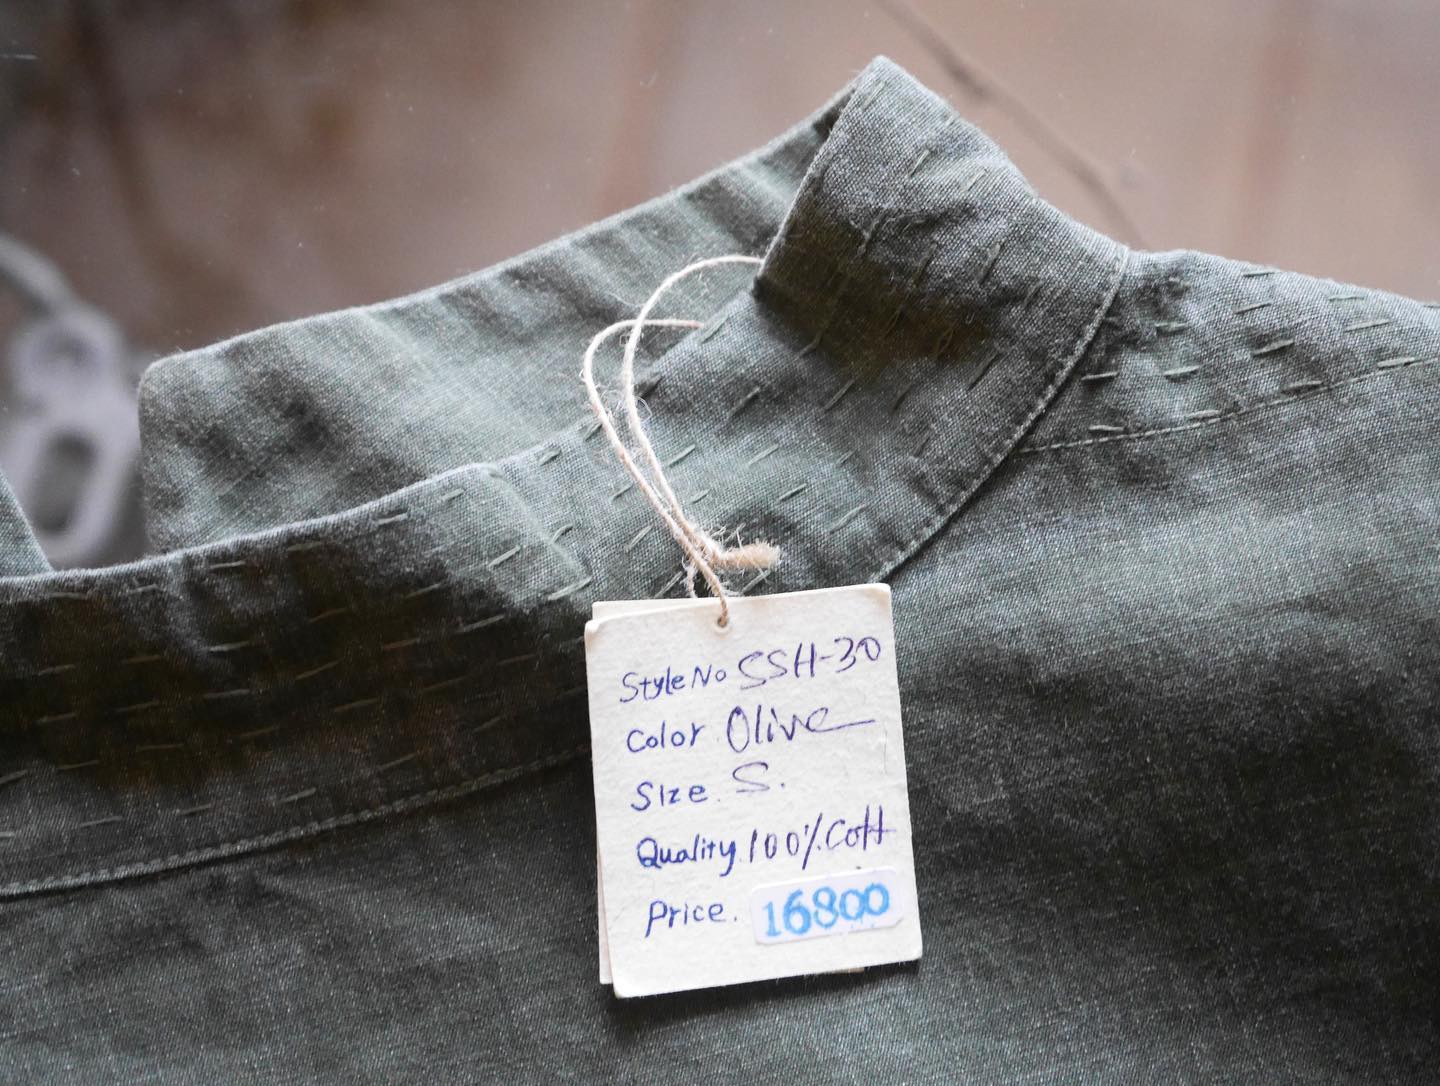 Style No SSH-30
Color. Olive
Size. S.
Quality. 100% Cott
Price. 16800